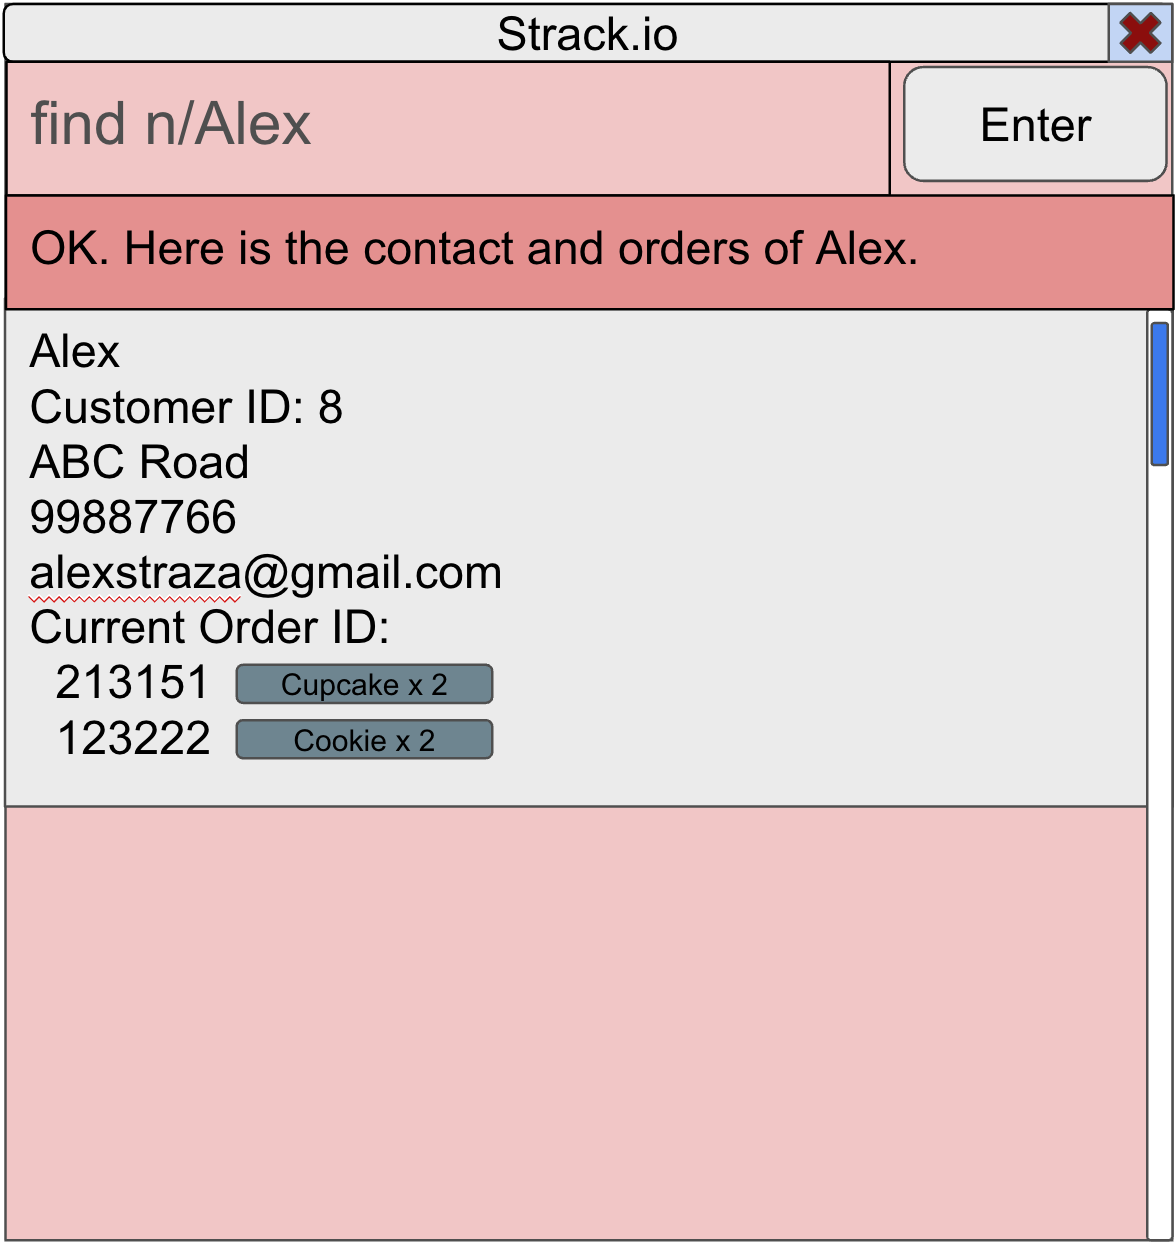 Strack.io
find n/Alex
Enter
OK. Here is the contact and orders of Alex.
Alex
Customer ID: 8
ABC Road
99887766
alexstraza@gmail.com
Current Order ID:
213151 Cupcake x 2
123222 Cookie x 2